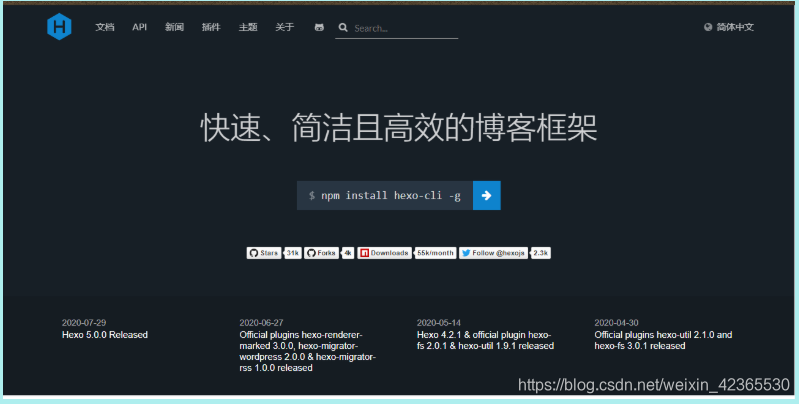 文档 API 新闻 插件 主题 关于 Search... 简体中文
快速、简洁且高效的博客框架
$ npm install hexo-cli -g
Stars 31k Forks 4k Downloads 55k/month Follow @hexojs 2.3k
2020-07-29
Hexo 5.0.0 Released
2020-06-27
Official plugins hexo-renderer-
marked 3.0.0, hexo-migrator-
wordpress 2.0.0 & hexo-migrator-
rss 1.0.0 released
2020-05-14
Hexo 4.2.1 & official plugin hexo-
fs 2.0.1 & hexo-util 1.9.1 released
2020-04-30
Official plugins hexo-util 2.1.0 and
hexo-fs 3.0.1 released
https://blog.csdn.net/weixin_42365530